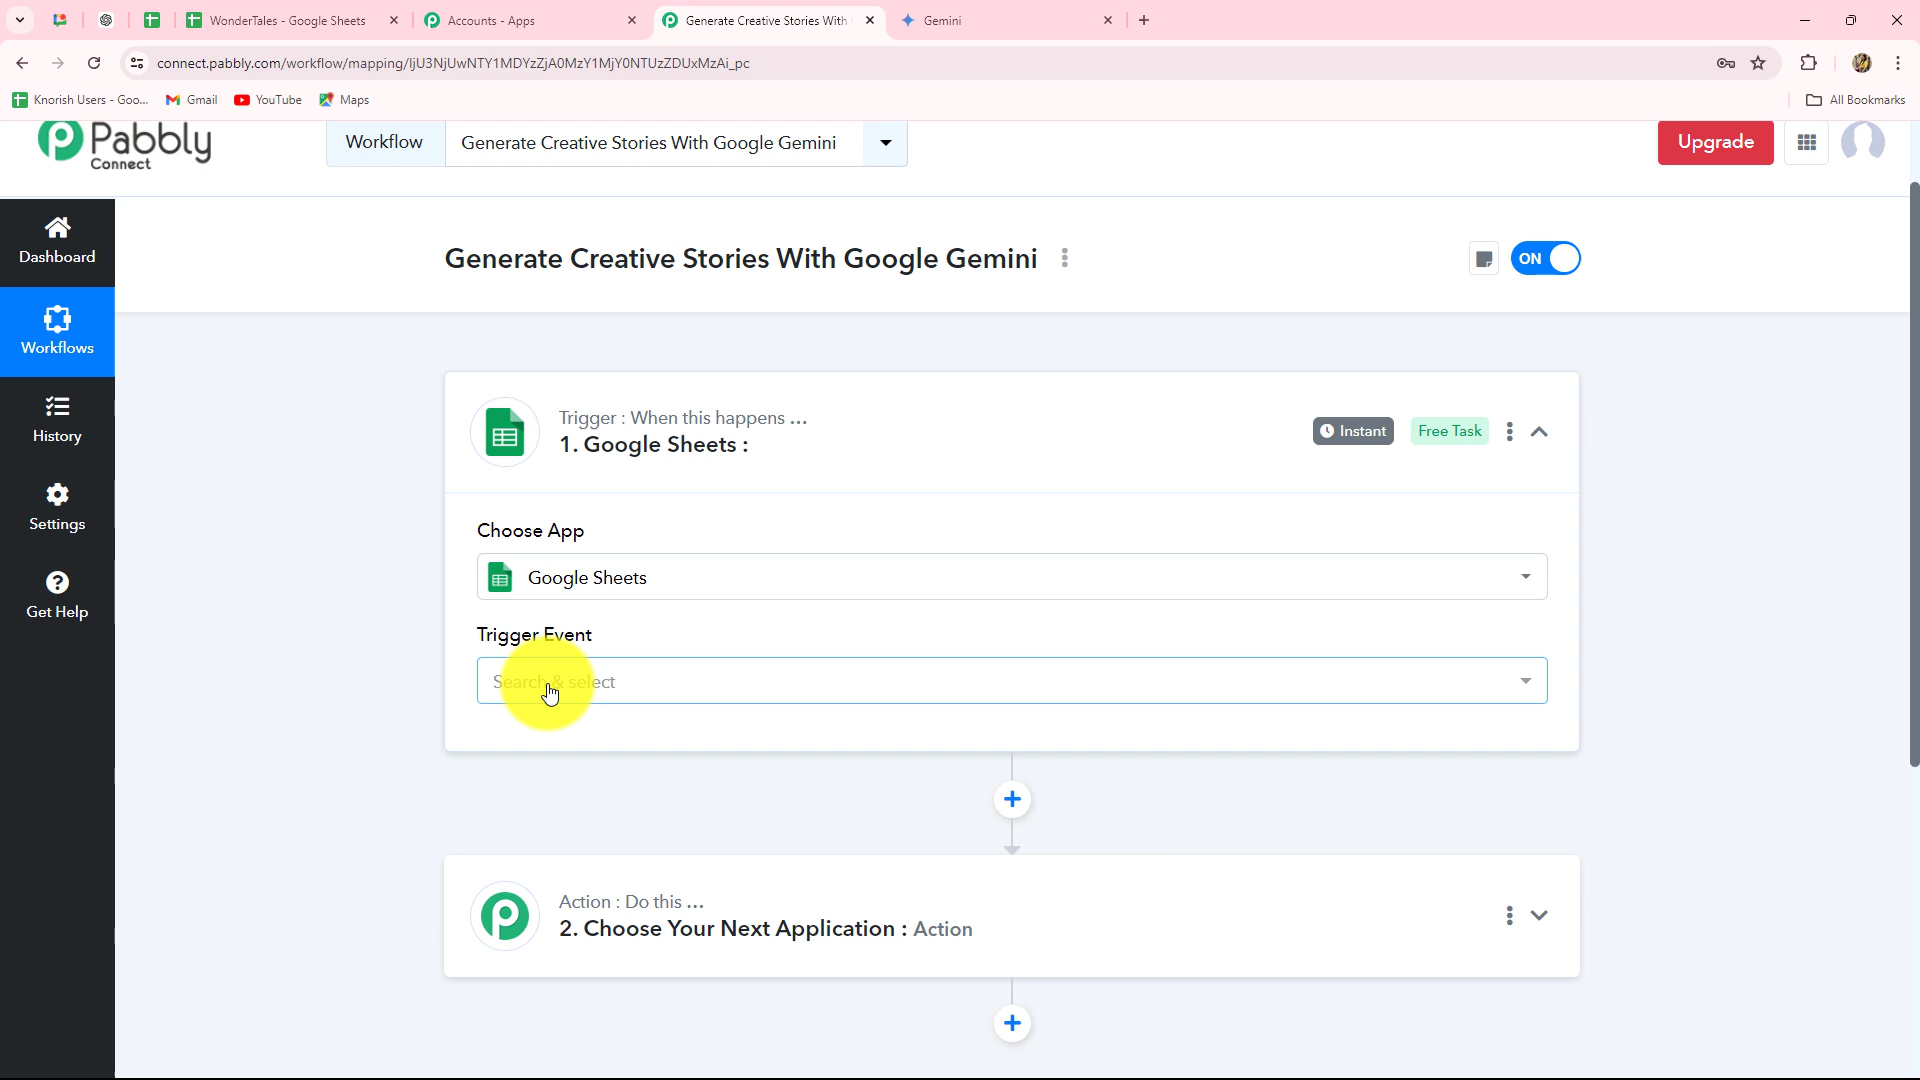 WonderTales - Google Sheets
Accounts - Apps
Generate Creative Stories With
Gemini
connect.pabbly.com/workflow/mapping/IjU3NjUwNTY1MDYzZjA0MzY1MjY0NTUzZDUxMzAi_pc
Knorish Users - Goo...
Gmail
YouTube
Maps
All Bookmarks
Pabbly
Connect
Workflow
Generate Creative Stories With Google Gemini
Upgrade
Dashboard
Workflows
History
Settings
Get Help
Generate Creative Stories With Google Gemini
ON
Trigger : When this happens ...
1. Google Sheets :
Instant
Free Task
Choose App
Google Sheets
Trigger Event
Search & select
Action : Do this ...
2. Choose Your Next Application : Action